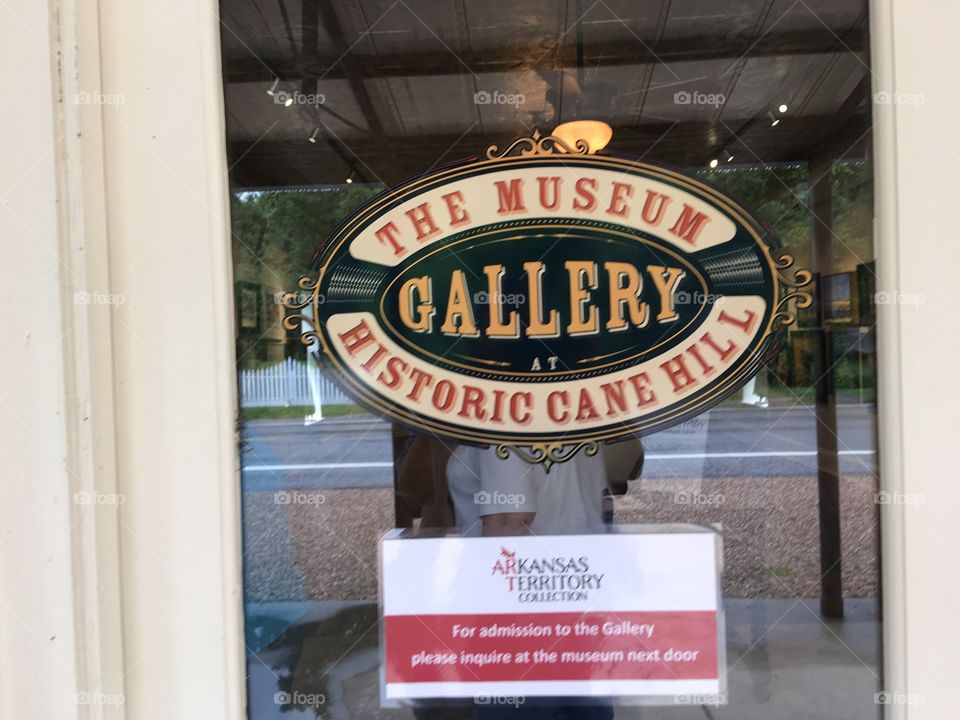 THE MUSEUM
GALLERY
AT
HISTORIC CANE HILL
ARKANSAS
TERRITORY
COLLECTION
For admission to the Gallery
please inquire at the museum next door
foap